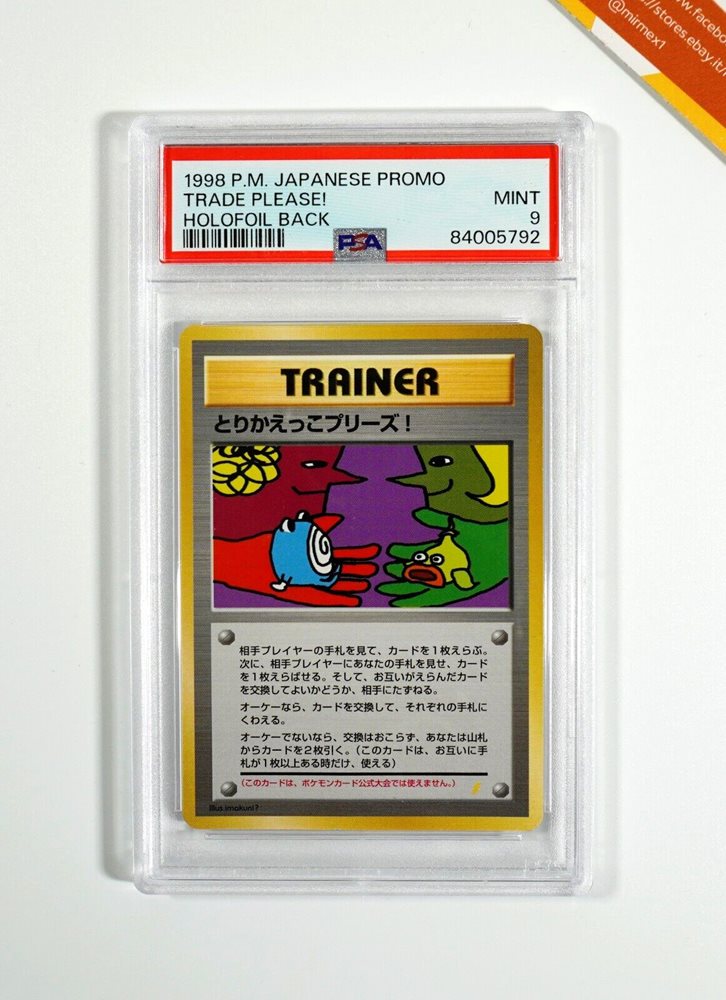 www.facebo
://stores.ebay.it/
@mirmex1
1998 P.M. JAPANESE PROMO
TRADE PLEASE! MINT
HOLOFOIL BACK 9
PSA 84005792
TRAINER
とりかえっこプリーズ!
相手プレイヤーの手札を見て、カードを1枚えらぶ。
次に、相手プレイヤーにあなたの手札を見せ、カード
を1枚えらばせる。そして、お互いがえらんだカード
を交換してよいかどうか、相手にたずねる。
オーケーなら、カードを交換して、それぞれの手札に
くわえる。
オーケーでないなら、交換はおこらず、あなたは山札
からカードを2枚引く。(このカードは、お互いに手
札が1枚以上ある時だけ、使える)
(このカードは、ポケモンカード公式大会では使えません。)
Illus.imakuni?